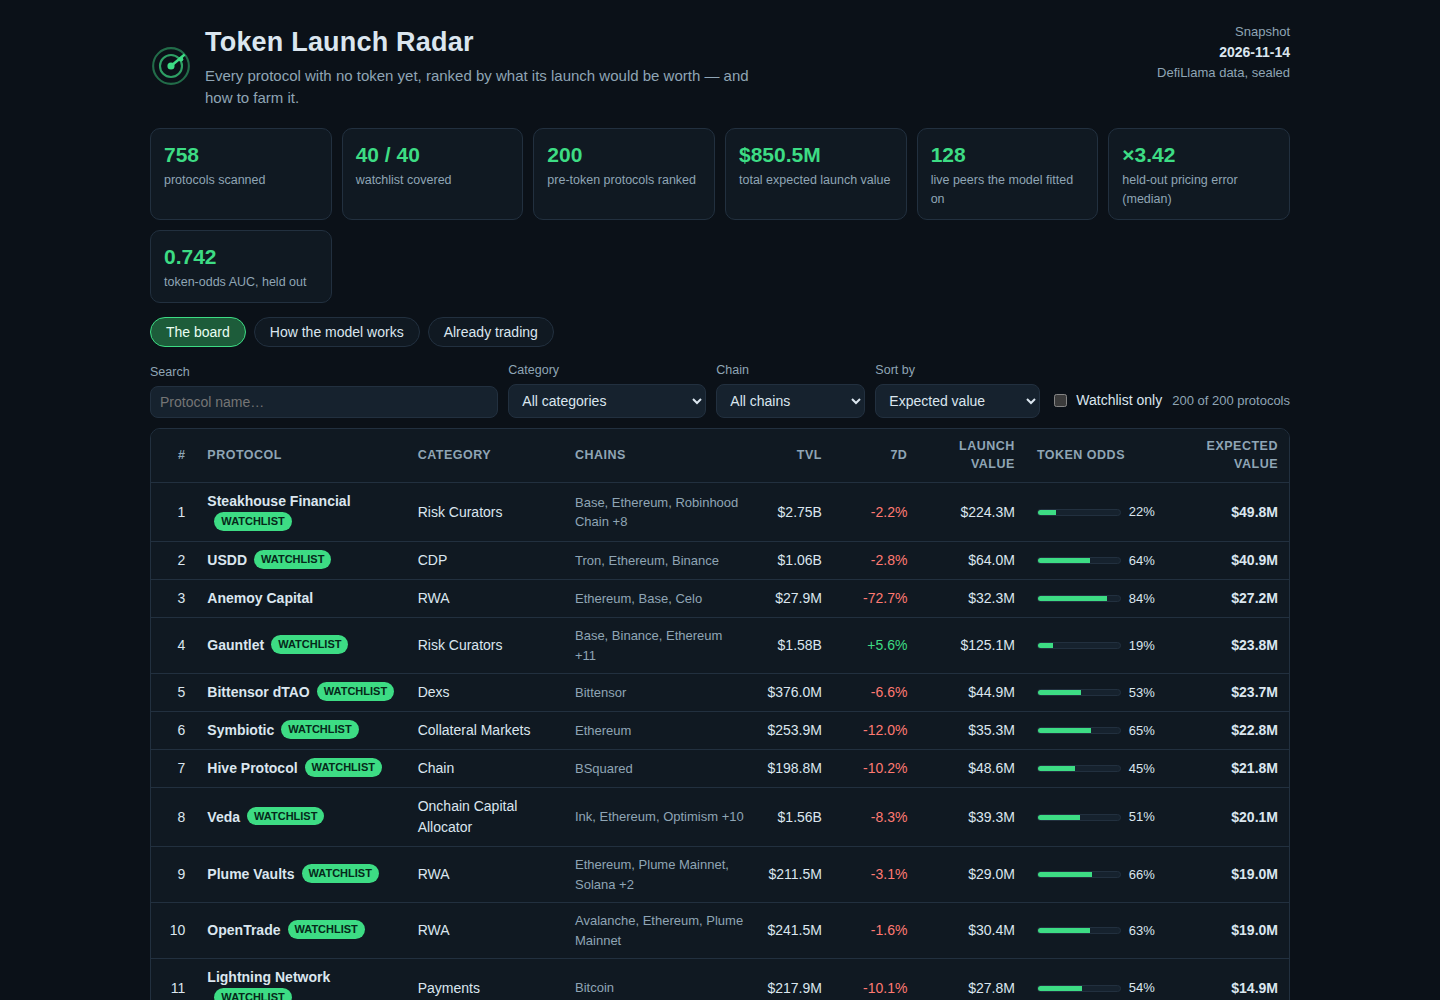 Token Launch Radar
Every protocol with no token yet, ranked by what its launch would be worth — and
how to farm it.
Snapshot
2026-11-14
DefiLlama data, sealed
758
protocols scanned
40 / 40
watchlist covered
200
pre-token protocols ranked
$850.5M
total expected launch value
128
live peers the model fitted
on
×3.42
held-out pricing error
(median)
0.742
token-odds AUC, held out
The board
How the model works
Already trading
Search
Protocol name…
Category
All categories
Chain
All chains
Sort by
Expected value
Watchlist only
200 of 200 protocols
# PROTOCOL CATEGORY CHAINS TVL 7D LAUNCH VALUE TOKEN ODDS EXPECTED VALUE
1 Steakhouse Financial WATCHLIST Risk Curators Base, Ethereum, Robinhood Chain +8 $2.75B -2.2% $224.3M 22% $49.8M
2 USDD WATCHLIST CDP Tron, Ethereum, Binance $1.06B -2.8% $64.0M 64% $40.9M
3 Anemoy Capital RWA Ethereum, Base, Celo $27.9M -72.7% $32.3M 84% $27.2M
4 Gauntlet WATCHLIST Risk Curators Base, Binance, Ethereum +11 $1.58B +5.6% $125.1M 19% $23.8M
5 Bittensor dTAO WATCHLIST Dexs Bittensor $376.0M -6.6% $44.9M 53% $23.7M
6 Symbiotic WATCHLIST Collateral Markets Ethereum $253.9M -12.0% $35.3M 65% $22.8M
7 Hive Protocol WATCHLIST Chain BSquared $198.8M -10.2% $48.6M 45% $21.8M
8 Veda WATCHLIST Onchain Capital Allocator Ink, Ethereum, Optimism +10 $1.56B -8.3% $39.3M 51% $20.1M
9 Plume Vaults WATCHLIST RWA Ethereum, Plume Mainnet, Solana +2 $211.5M -3.1% $29.0M 66% $19.0M
10 OpenTrade WATCHLIST RWA Avalanche, Ethereum, Plume Mainnet $241.5M -1.6% $30.4M 63% $19.0M
11 Lightning Network WATCHLIST Payments Bitcoin $217.9M -10.1% $27.8M 54% $14.9M